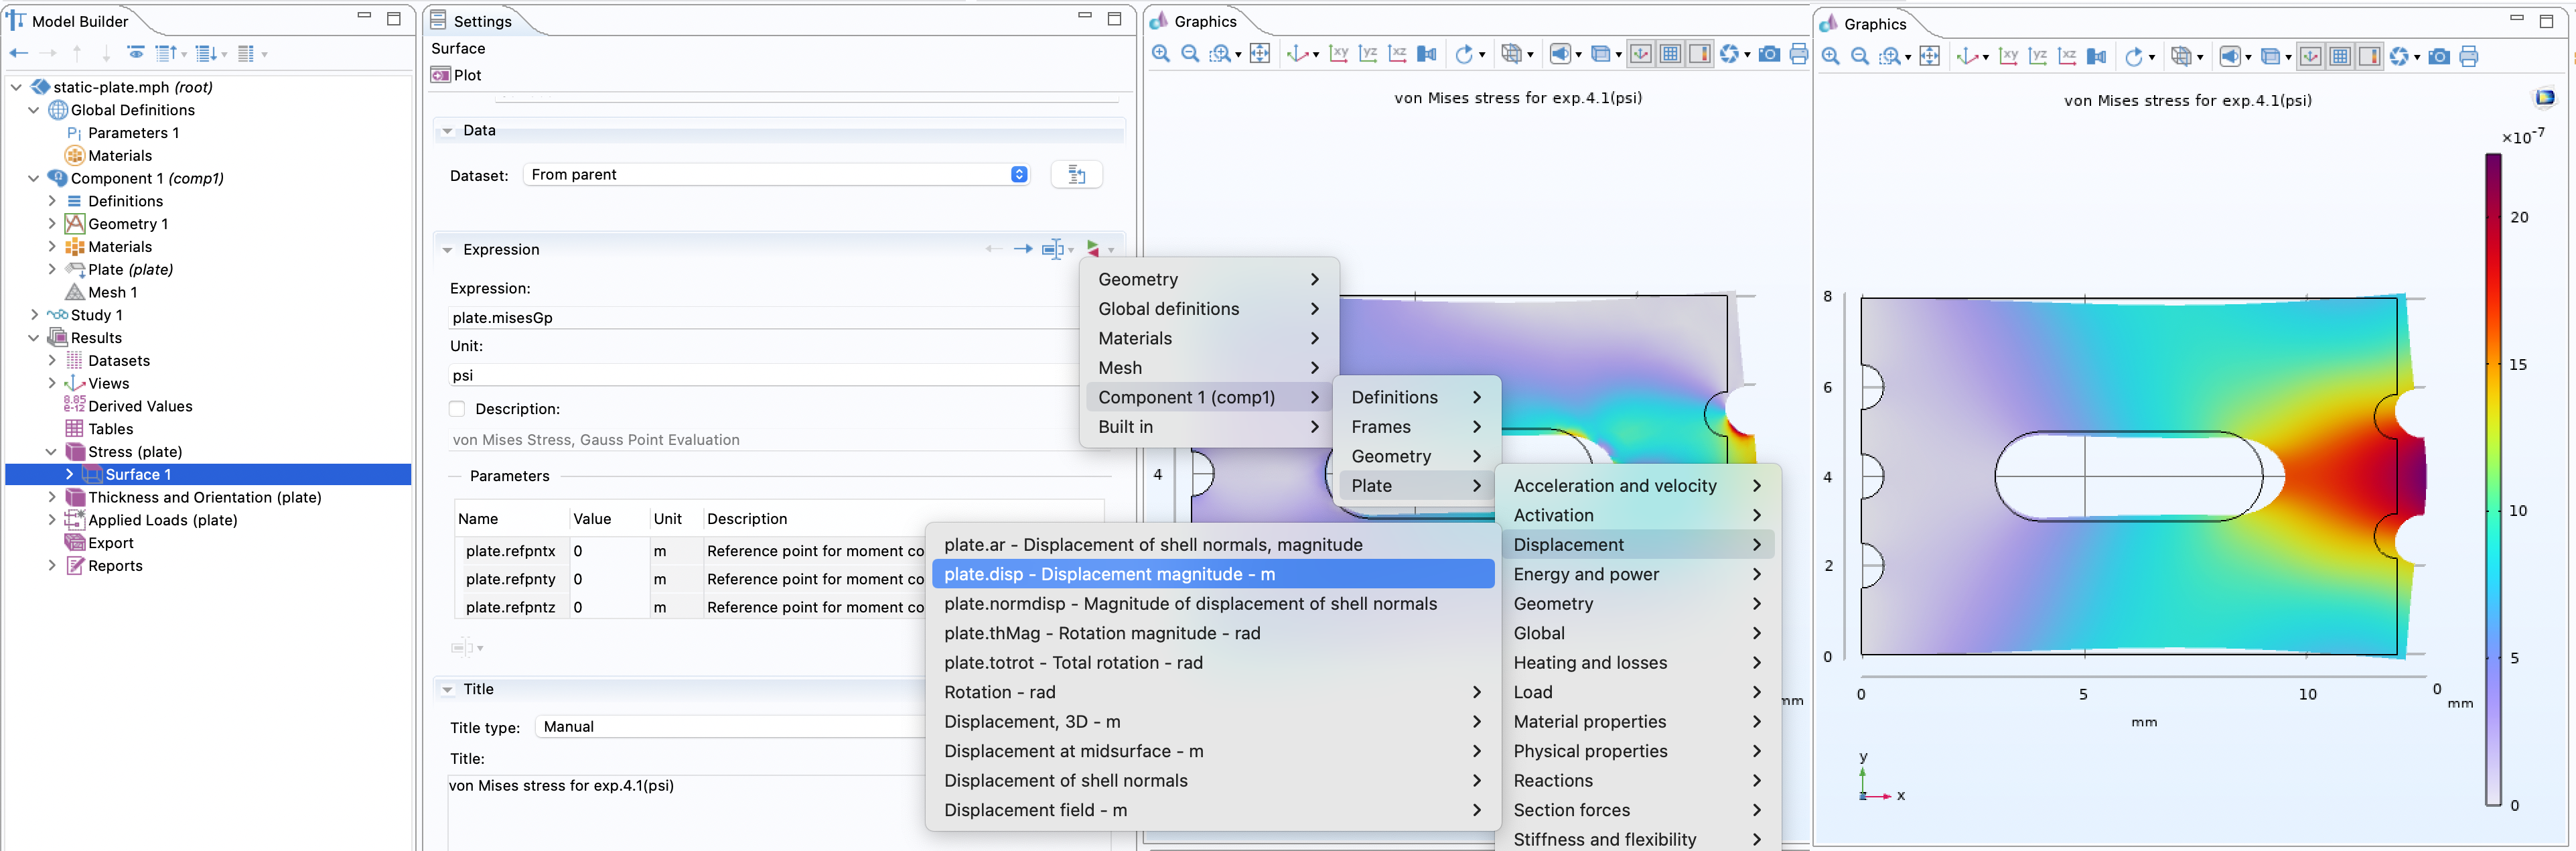 Model Builder
static-plate.mph (root)
Global Definitions
Pi Parameters 1
Materials
Component 1 (comp1)
Definitions
Geometry 1
Materials
Plate (plate)
Mesh 1
Study 1
Results
Datasets
Views
8.85
e-12 Derived Values
Tables
Stress (plate)
Surface 1
Thickness and Orientation (plate)
Applied Loads (plate)
Export
Reports
Settings
Surface
Plot
Data
Dataset: From parent
Expression
Expression:
plate.misesGp
Unit:
psi
Description:
von Mises Stress, Gauss Point Evaluation
Parameters
Name Value Unit Description
plate.refpntx 0 m Reference point for moment co
plate.refpnty 0 m Reference point for moment co
plate.refpntz 0 m Reference point for moment co
Title
Title type: Manual
Title:
von Mises stress for exp.4.1(psi)
Geometry
Global definitions
Materials
Mesh
Component 1 (comp1)
Built in
Definitions
Frames
Geometry
Plate
Acceleration and velocity
Activation
Displacement
Energy and power
Geometry
Global
Heating and losses
Load
Material properties
Physical properties
Reactions
Section forces
Stiffness and flexibility
plate.ar - Displacement of shell normals, magnitude
plate.disp - Displacement magnitude - m
plate.normdisp - Magnitude of displacement of shell normals
plate.thMag - Rotation magnitude - rad
plate.totrot - Total rotation - rad
Rotation - rad
Displacement, 3D - m
Displacement at midsurface - m
Displacement of shell normals
Displacement field - m
Graphics
xy yz xz
von Mises stress for exp.4.1(psi)
4
mm
Graphics
xy yz xz
von Mises stress for exp.4.1(psi)
×10-7
20
15
10
5
0
8
6
4
2
0
0 5 10 0
mm
mm
y
z x